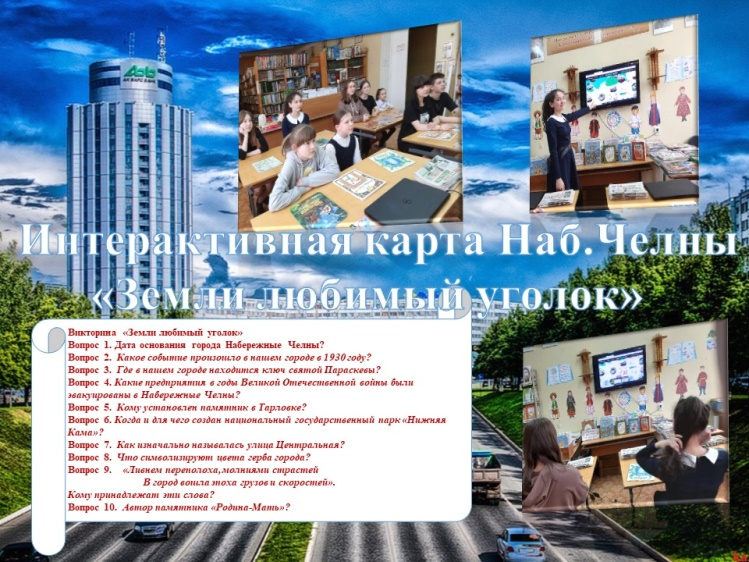 АК БАРС БАНК
Интерактивная карта Наб.Челны
«Земли любимый уголок»
Викторина «Земли любимый уголок»
Вопрос 1. Дата основания города Набережные Челны?
Вопрос 2. Какое событие произошло в нашем городе в 1930 году?
Вопрос 3. Где в нашем городе находится ключ святой Параскевы?
Вопрос 4. Какие предприятия в годы Великой Отечественной войны были
эвакуированы в Набережные Челны?
Вопрос 5. Кому установлен памятник в Гарловке?
Вопрос 6. Когда и для чего создан национальный государственный парк «Нижняя
Кама»?
Вопрос 7. Как изначально называлась улица Центральная?
Вопрос 8. Что символизируют цвета герба города?
Вопрос 9. «Ливнем переполоха,молниями страстей
В город вошла эпоха грузов и скоростей».
Кому принадлежат эти слова?
Вопрос 10. Автор памятника «Родина-Мать»?